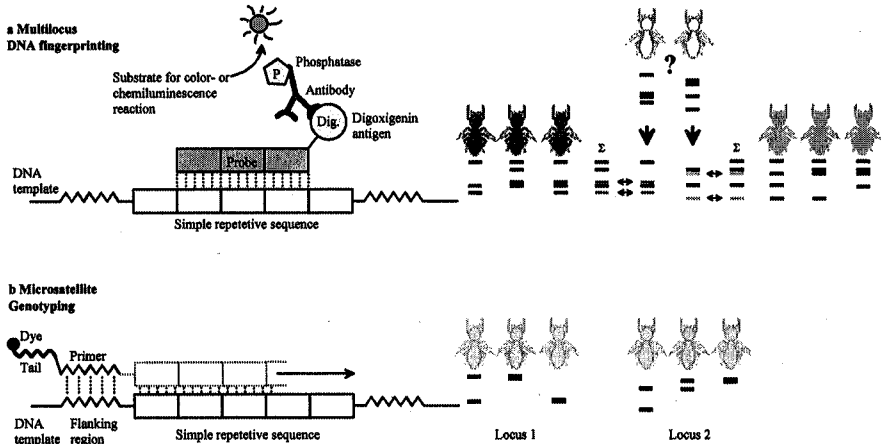 a Multilocus
DNA fingerprinting
Substrate for color- or
chemiluminescence
reaction
P
Phosphatase
Antibody
Dig.
Digoxigenin
antigen
Probe
DNA
template
Simple repetetive sequence
?
Σ
Σ
b Microsatellite
Genotyping
Dye
Tail
Primer
DNA
template
Flanking
region
Simple repetetive sequence
Locus 1
Locus 2